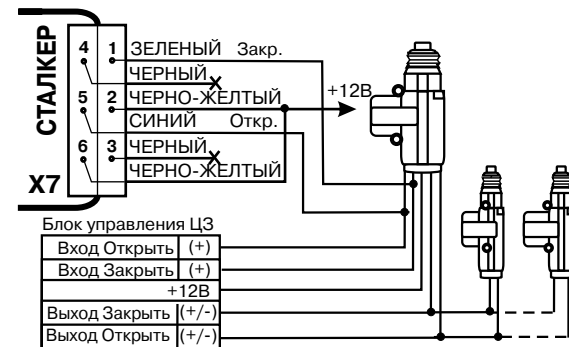 СТАЛКЕР
X7
4 1 ЗЕЛЕНЫЙ Закр.
ЧЕРНЫЙ
5 2 ЧЕРНО-ЖЕЛТЫЙ +12В
СИНИЙ Откр.
6 3 ЧЕРНЫЙ
ЧЕРНО-ЖЕЛТЫЙ
Блок управления ЦЗ
Вход Открыть (+)
Вход Закрыть (+)
+12В
Выход Закрыть (+/-)
Выход Открыть (+/-)